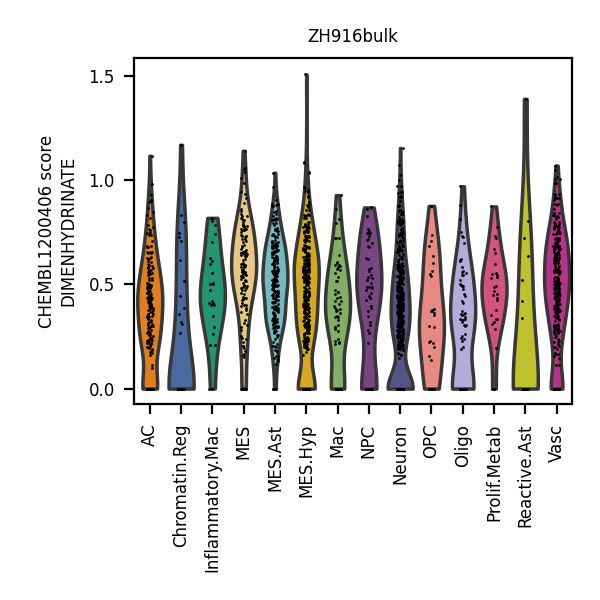 ZH916bulk
CHEMBL1200406 score
DIMENHYDRINATE
1.5
1.0
0.5
0.0
AC
Chromatin.Reg
Inflammatory.Mac
MES
MES.Ast
MES.Hyp
Mac
NPC
Neuron
OPC
Oligo
Prolif.Metab
Reactive.Ast
Vasc